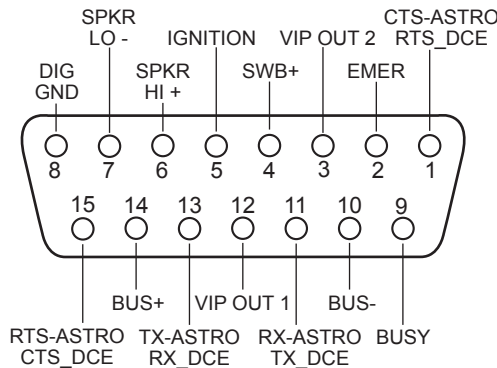 SPKR
LO -
IGNITION
VIP OUT 2
CTS-ASTRO
RTS_DCE
DIG
GND
SPKR
HI +
SWB+
EMER
8 7 6 5 4 3 2 1
15 14 13 12 11 10 9
BUS+
VIP OUT 1
BUS-
RTS-ASTRO
CTS_DCE
TX-ASTRO
RX_DCE
RX-ASTRO
TX_DCE
BUSY